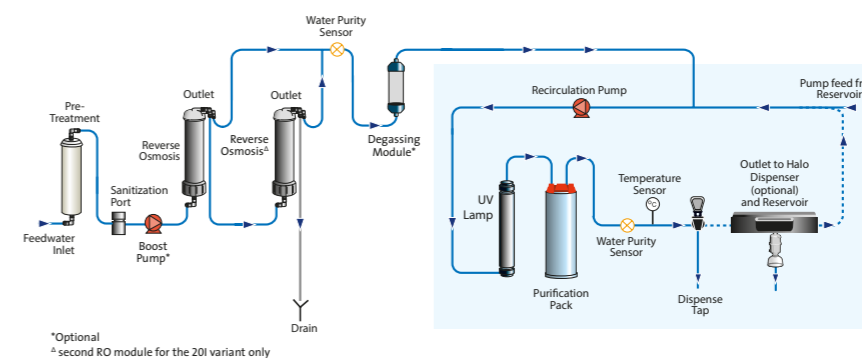 Water Purity
Sensor
Pre-
Treatment
Outlet
Outlet
Reverse
Osmosis
Reverse
Osmosis△
Degassing
Module*
Sanitization
Port
Feedwater
Inlet
Boost
Pump*
Drain
Recirculation Pump
Pump feed fr
Reservoir
UV
Lamp
Temperature
Sensor
°C
Outlet to Halo
Dispenser
(optional)
and Reservoir
Water Purity
Sensor
Purification
Pack
Dispense
Tap
*Optional
△ second RO module for the 20I variant only